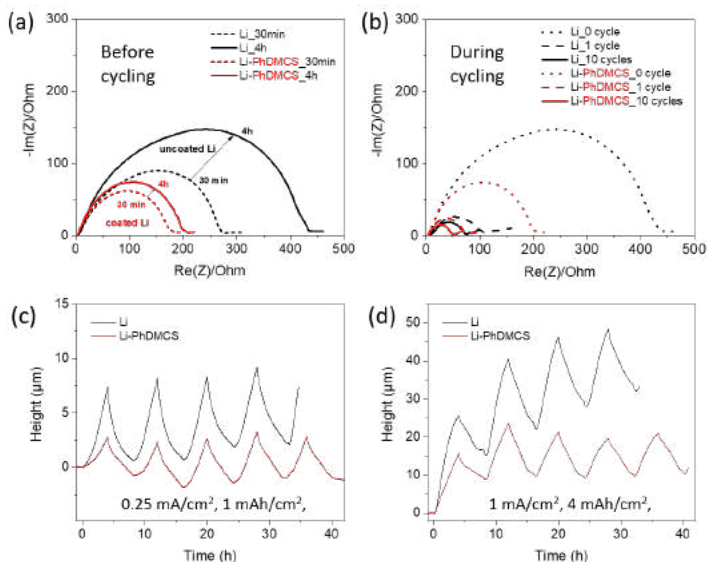 (a)
Before
cycling
Li_30min
Li_4h
Li-PhDMCS_30min
Li-PhDMCS_4h
uncoated Li
4h
30 min
4h
30 min
coated Li
-Im(Z)/Ohm
300
250
200
150
100
50
0
0 100 200 300 400 500
Re(Z)/Ohm
(b)
During
cycling
Li_0 cycle
Li_1 cycle
Li_10 cycles
Li-PhDMCS_0 cycle
Li-PhDMCS_1 cycle
Li-PhDMCS_10 cycles
-Im(Z)/Ohm
-300
-250
-200
-150
-100
-50
0
0 100 200 300 400 500
Re(Z)/Ohm
(c)
Li
Li-PhDMCS
Height (μm)
15
10
5
0
0.25 mA/cm², 1 mAh/cm²,
0 10 20 30 40
Time (h)
(d)
Li
Li-PhDMCS
Height (μm)
50
40
30
20
10
0
1 mA/cm², 4 mAh/cm²,
0 10 20 30 40
Time (h)